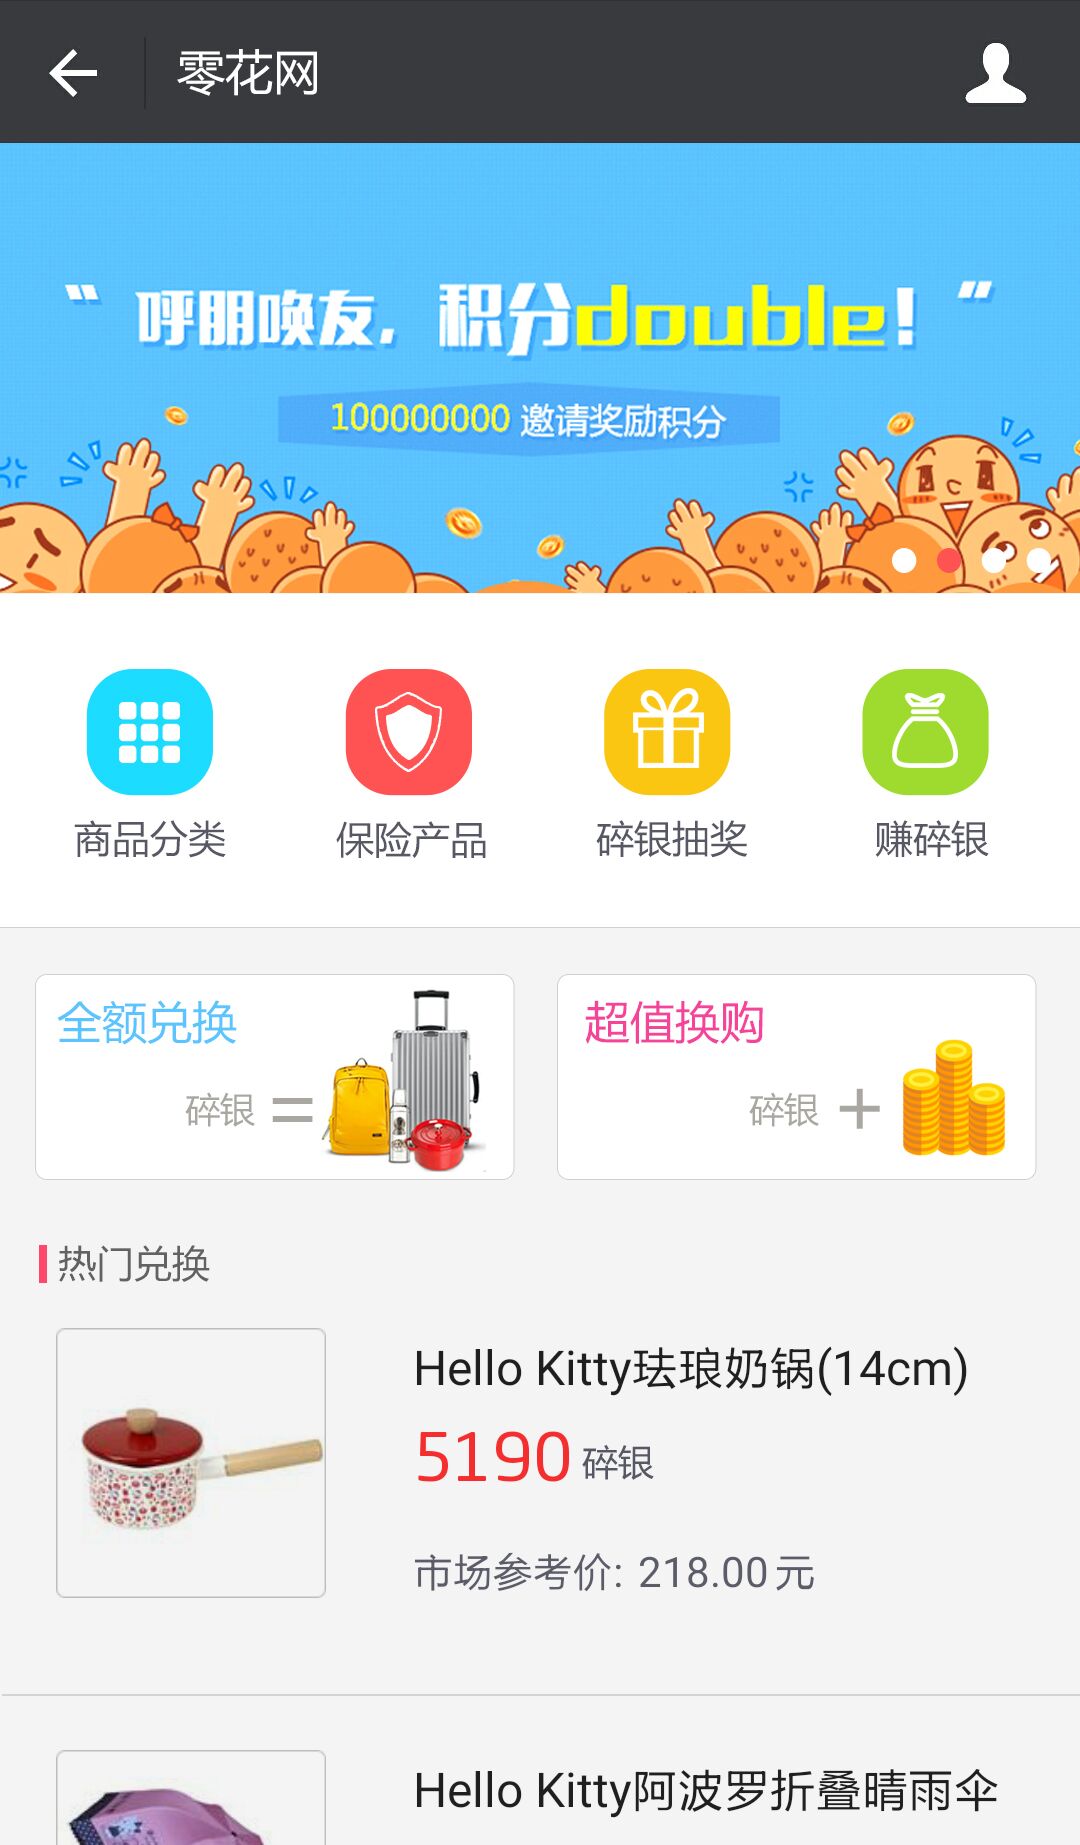 零花网
“ 呼朋唤友，积分double! ”
100000000 邀请奖励积分
商品分类
保险产品
碎银抽奖
赚碎银
全额兑换
碎银 =
超值换购
碎银 +
热门兑换
Hello Kitty珐琅奶锅(14cm)
5190 碎银
市场参考价: 218.00元
Hello Kitty阿波罗折叠晴雨伞